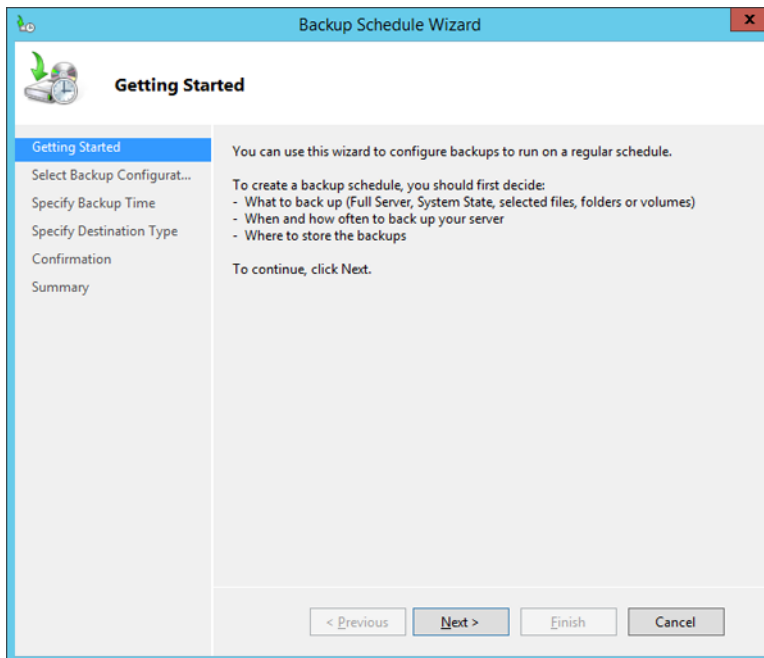 Backup Schedule Wizard
x
Getting Started
Getting Started
Select Backup Configurat...
Specify Backup Time
Specify Destination Type
Confirmation
Summary
You can use this wizard to configure backups to run on a regular schedule.
To create a backup schedule, you should first decide:
- What to back up (Full Server, System State, selected files, folders or volumes)
- When and how often to back up your server
- Where to store the backups
To continue, click Next.
< Previous
Next >
Finish
Cancel